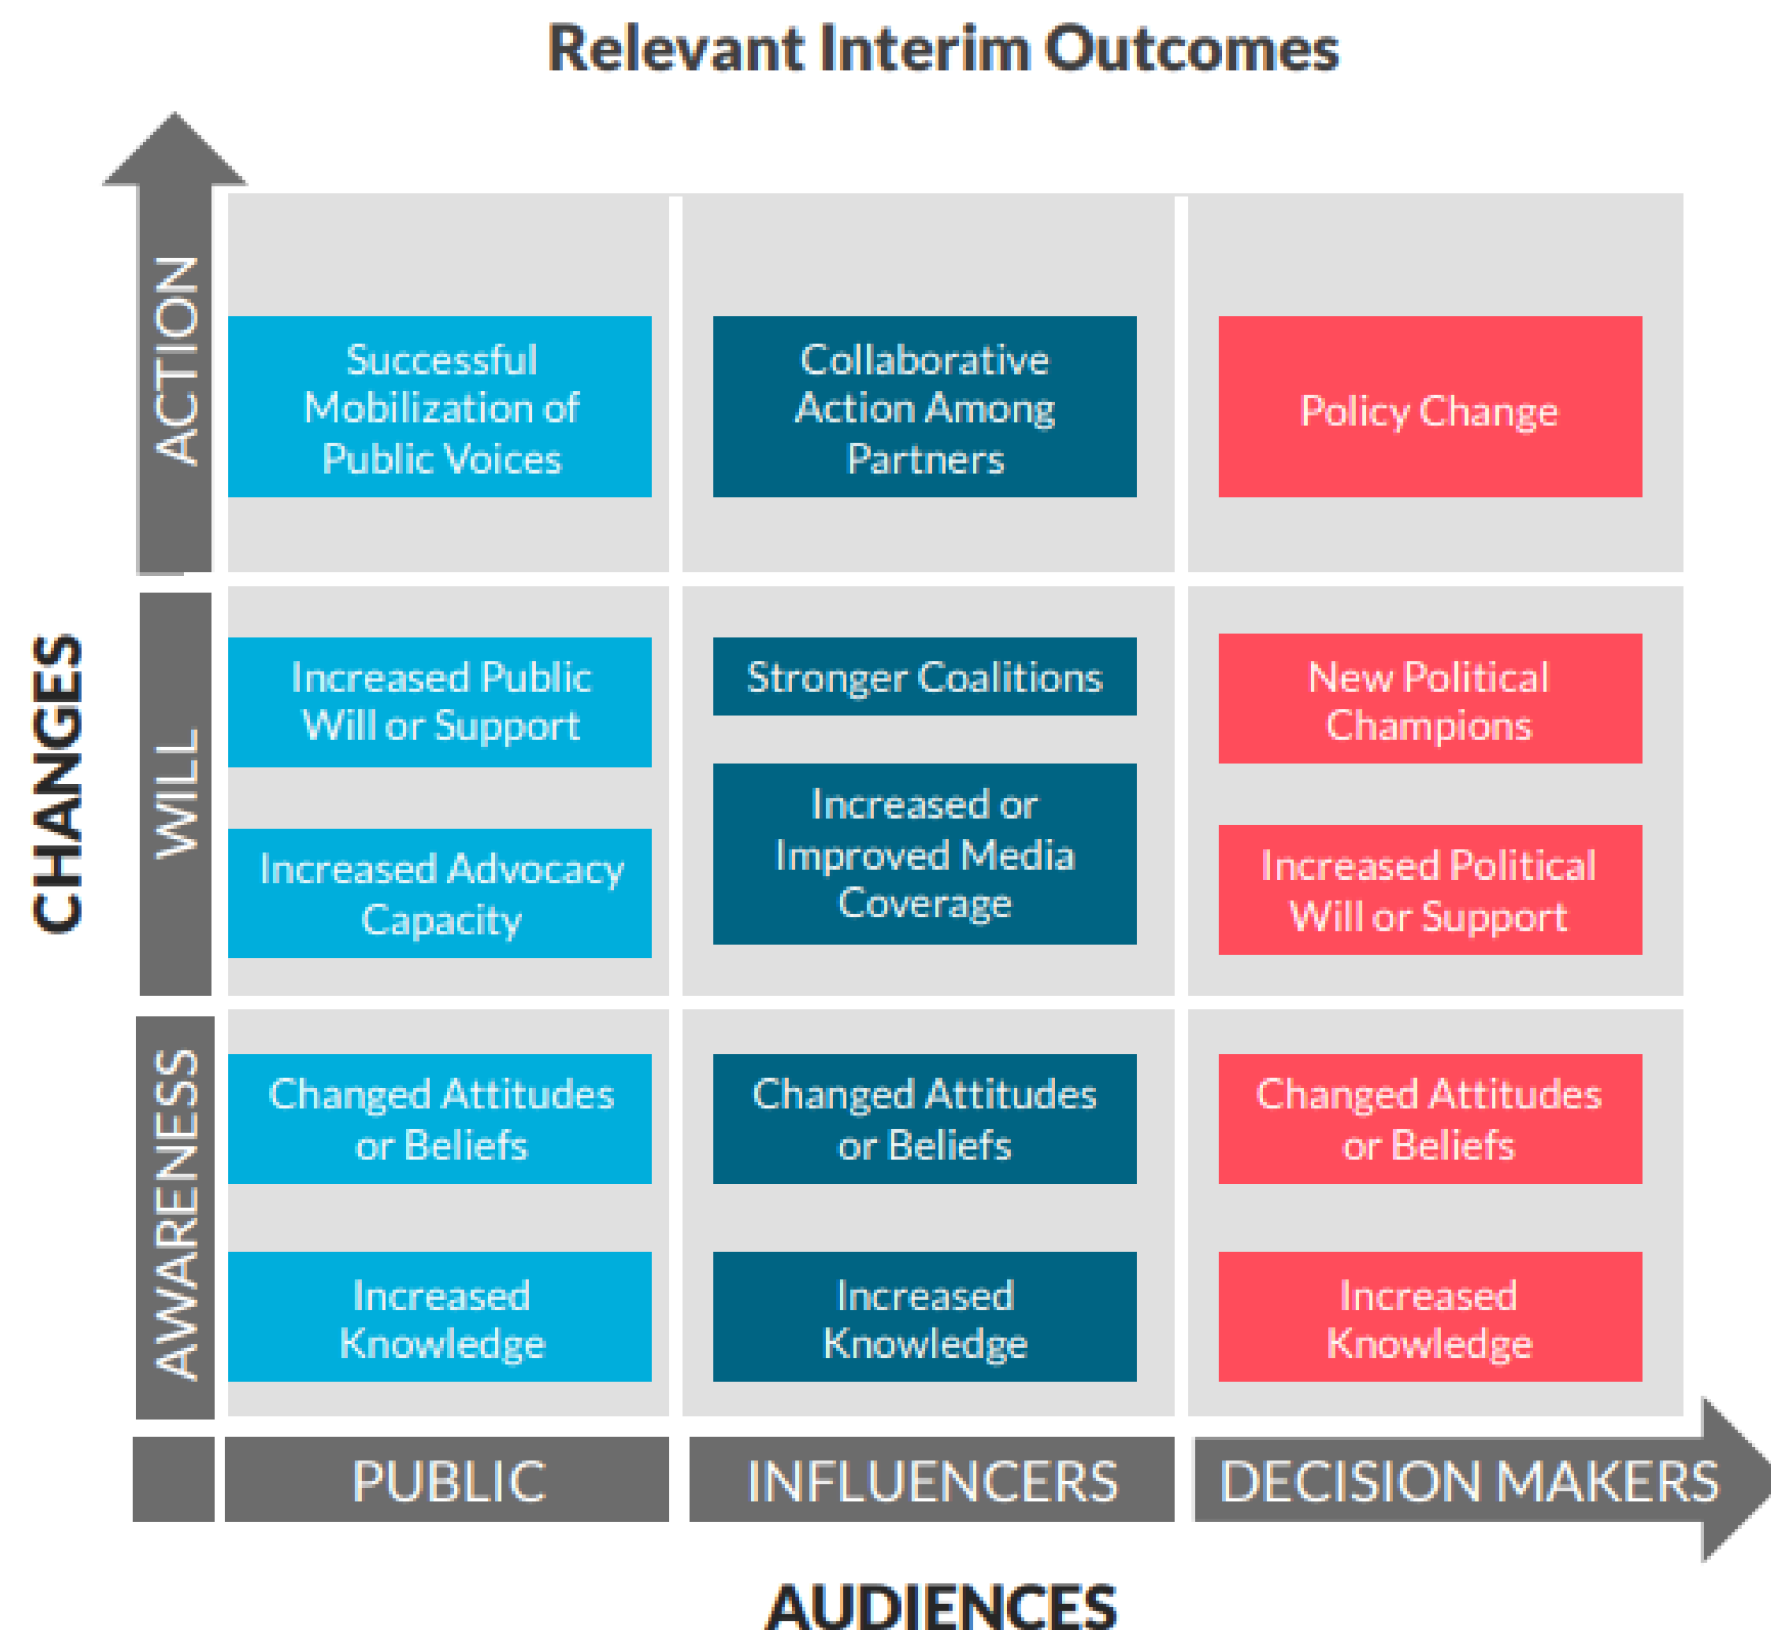 Relevant Interim Outcomes
CHANGES
ACTION
Successful
Mobilization of
Public Voices
Collaborative
Action Among
Partners
Policy Change
WILL
Increased Public
Will or Support
Increased Advocacy
Capacity
Stronger Coalitions
Increased or
Improved Media
Coverage
New Political
Champions
Increased Political
Will or Support
AWARENESS
Changed Attitudes
or Beliefs
Increased
Knowledge
Changed Attitudes
or Beliefs
Increased
Knowledge
Changed Attitudes
or Beliefs
Increased
Knowledge
PUBLIC
INFLUENCERS
DECISION MAKERS
AUDIENCES